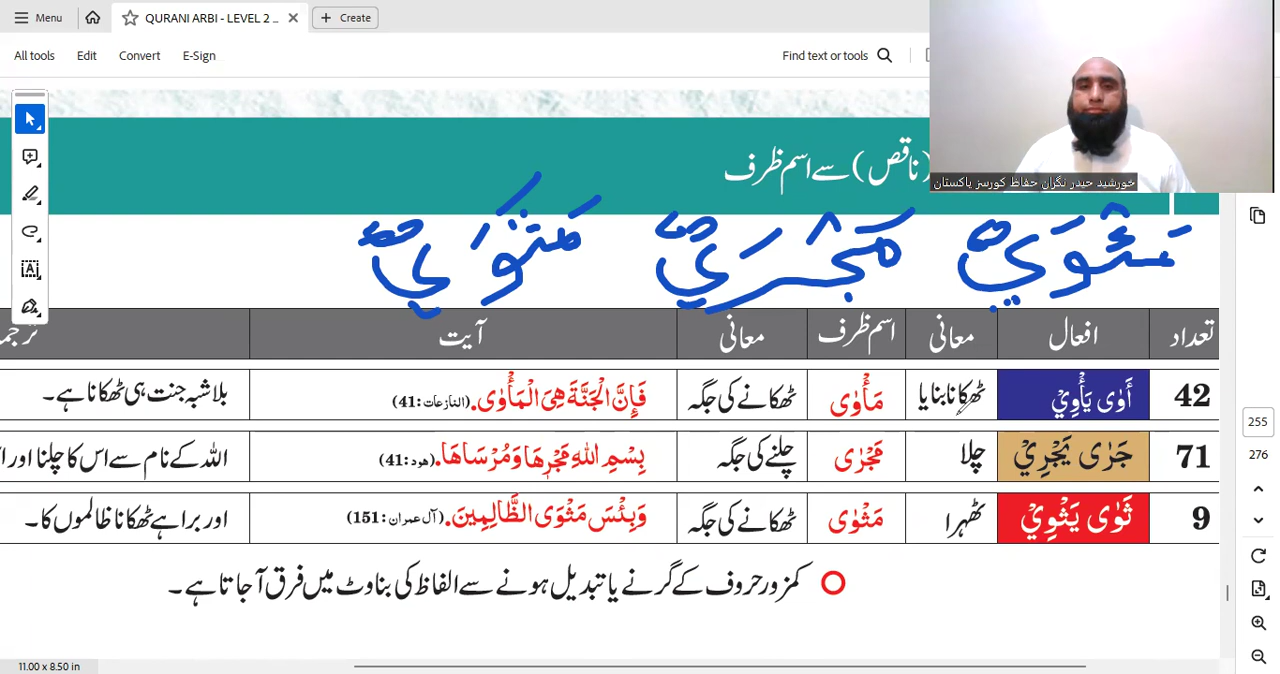 Menu
QURANI ARBI - LEVEL 2 ...
Create
All tools Edit Convert E-Sign
Find text or tools
(ناقص) سے اسم ظرف
خورشید حیدر نگران حفاظ کورسز پاکستان
مَجْرَيٌ
تعداد افعال معانی اسم ظرف معانی آیت
42 أَوٰى يَأْوِيْ ٹھکانا بنایا مَأْوٰى ٹھکانے کی جگہ فَإِنَّ الْجَنَّةَ هِيَ الْمَأْوٰى۔ (النازعات:41) بلاشبہ جنت ہی ٹھکانا ہے۔
71 جَرٰى يَجْرِيْ چلا مَجْرٰى چلنے کی جگہ بِسْمِ اللّٰهِ مَجْرٖهَا وَمُرْسَاهَا۔ (ھود:41) اللہ کے نام سے اس کا چلنا اور
9 ثَوٰى يَثْوِيْ ٹھہرا مَثْوٰى ٹھکانے کی جگہ وَبِئْسَ مَثْوَى الظَّالِمِيْنَ۔ (آل عمران:151) اور برا ہے ٹھکانا ظالموں کا۔
کمزور حروف کے گرنے یا تبدیل ہونے سے الفاظ کی بناوٹ میں فرق آ جاتا ہے۔
255
276
11.00 x 8.50 in